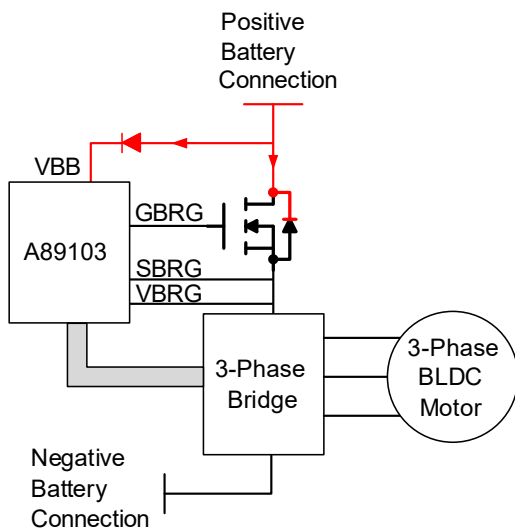 Positive
Battery
Connection
VBB
GBRG
A89103
SBRG
VBRG
3-Phase
Bridge
3-Phase
BLDC
Motor
Negative
Battery
Connection